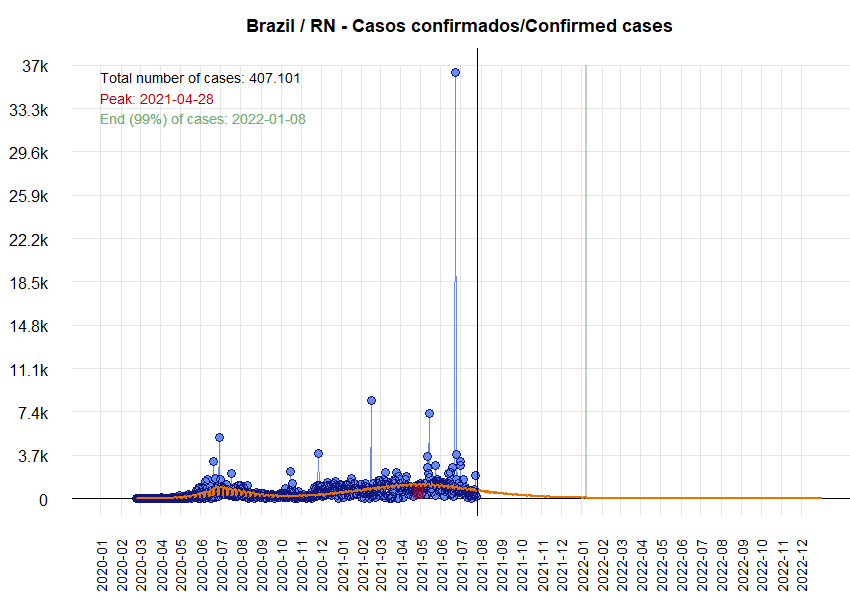 Brazil / RN - Casos confirmados/Confirmed cases
37k
Total number of cases: 407.101
Peak: 2021-04-28
End (99%) of cases: 2022-01-08
33.3k
29.6k
25.9k
22.2k
18.5k
14.8k
11.1k
7.4k
3.7k
0
2020-01
2020-02
2020-03
2020-04
2020-05
2020-06
2020-07
2020-08
2020-09
2020-10
2020-11
2020-12
2021-01
2021-02
2021-03
2021-04
2021-05
2021-06
2021-07
2021-08
2021-09
2021-10
2021-11
2021-12
2022-01
2022-02
2022-03
2022-04
2022-05
2022-06
2022-07
2022-08
2022-09
2022-10
2022-11
2022-12